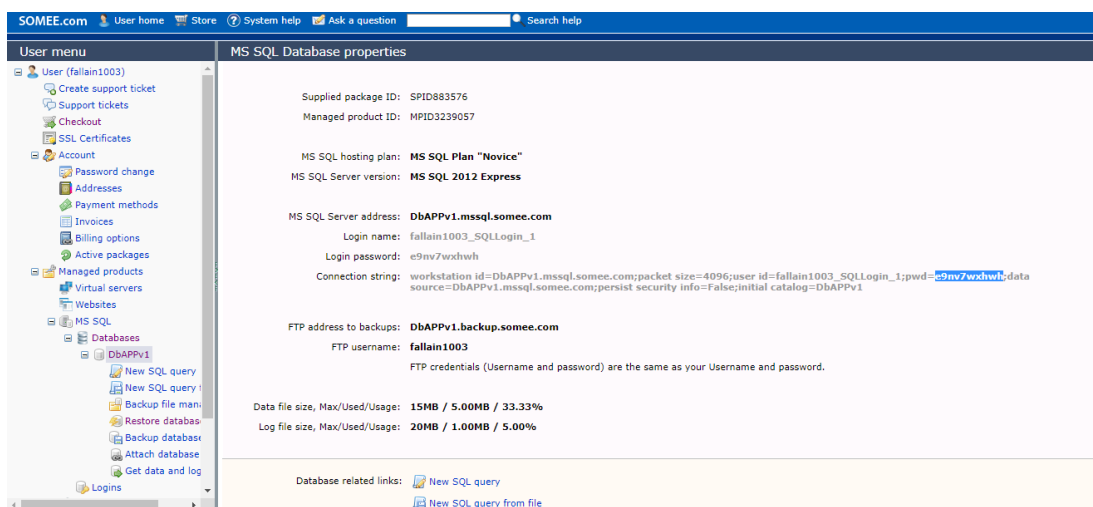 SOMEE.com User home Store System help Ask a question Search help
User menu
User (fallain1003)
Create support ticket
Support tickets
Checkout
SSL Certificates
Account
Password change
Addresses
Payment methods
Invoices
Billing options
Active packages
Managed products
Virtual servers
Websites
MS SQL
Databases
DbAPPv1
New SQL query
New SQL query f
Backup file mana
Restore databas
Backup database
Attach database
Get data and log
Logins
MS SQL Database properties
Supplied package ID: SPID883576
Managed product ID: MPID3239057
MS SQL hosting plan: MS SQL Plan "Novice"
MS SQL Server version: MS SQL 2012 Express
MS SQL Server address: DbAPPv1.mssql.somee.com
Login name: fallain1003_SQLLogin_1
Login password: e9nv7wxhwh
Connection string: workstation id=DbAPPv1.mssql.somee.com;packet size=4096;user id=fallain1003_SQLLogin_1;pwd=e9nv7wxhwh;data
source=DbAPPv1.mssql.somee.com;persist security info=False;initial catalog=DbAPPv1
FTP address to backups: DbAPPv1.backup.somee.com
FTP username: fallain1003
FTP credentials (Username and password) are the same as your Username and password.
Data file size, Max/Used/Usage: 15MB / 5.00MB / 33.33%
Log file size, Max/Used/Usage: 20MB / 1.00MB / 5.00%
Database related links: New SQL query
New SQL query from file